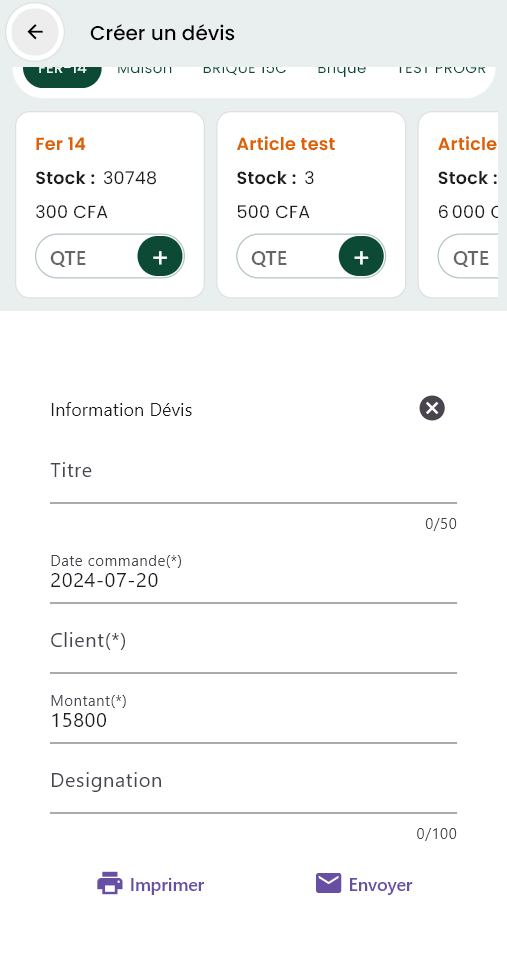 Créer un dévis
FER 14 Maison BRIQUE 15C Brique TEST PROGR
Fer 14 Article test Article
Stock : 30748 Stock : 3 Stock :
300 CFA 500 CFA 6 000 C
QTE + QTE + QTE
Information Dévis
Titre
0/50
Date commande(*)
2024-07-20
Client(*)
Montant(*)
15800
Designation
0/100
Imprimer Envoyer